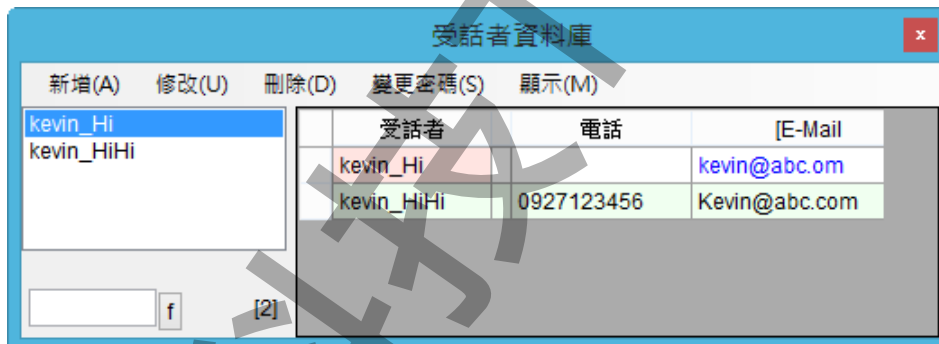 受話者資料庫
x
新增(A) 修改(U) 刪除(D) 變更密碼(S) 顯示(M)
kevin_Hi
kevin_HiHi
受話者 電話 [E-Mail
kevin_Hi kevin@abc.om
kevin_HiHi 0927123456 Kevin@abc.com
f [2]